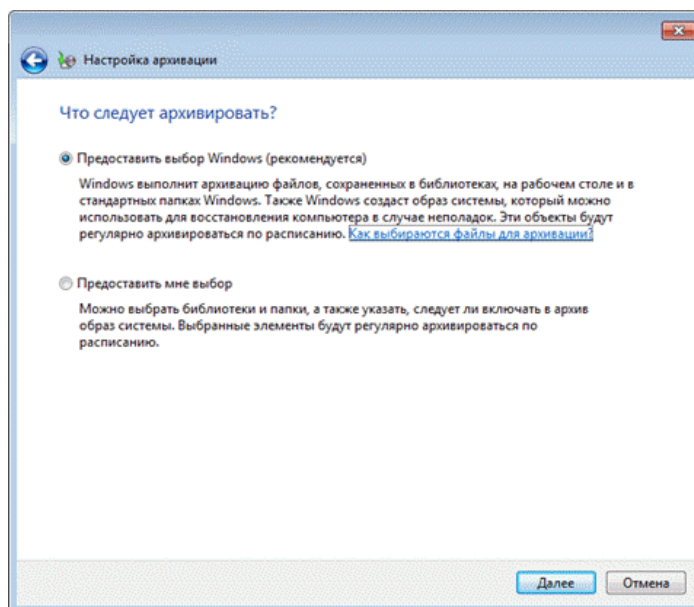 Настройка архивации
Что следует архивировать?
Предоставить выбор Windows (рекомендуется)
Windows выполнит архивацию файлов, сохраненных в библиотеках, на рабочем столе и в
стандартных папках Windows. Также Windows создаст образ системы, который можно
использовать для восстановления компьютера в случае неполадок. Эти объекты будут
регулярно архивироваться по расписанию. Как выбираются файлы для архивации?
Предоставить мне выбор
Можно выбрать библиотеки и папки, а также указать, следует ли включать в архив
образ системы. Выбранные элементы будут регулярно архивироваться по
расписанию.
Далее Отмена